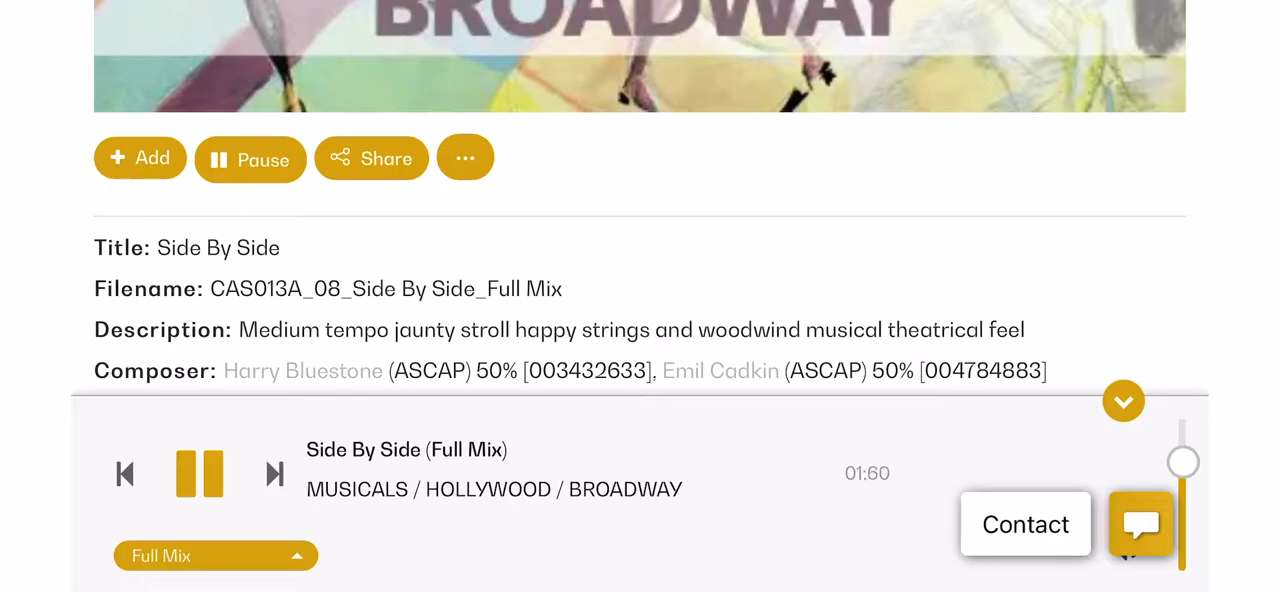 BROADWAY
+ Add
Pause
Share
...
Title: Side By Side
Filename: CAS013A_08_Side By Side_Full Mix
Description: Medium tempo jaunty stroll happy strings and woodwind musical theatrical feel
Composer: Harry Bluestone (ASCAP) 50% [003432633], Emil Cadkin (ASCAP) 50% [004784883]
Side By Side (Full Mix)
MUSICALS / HOLLYWOOD / BROADWAY
01:60
Contact
Full Mix